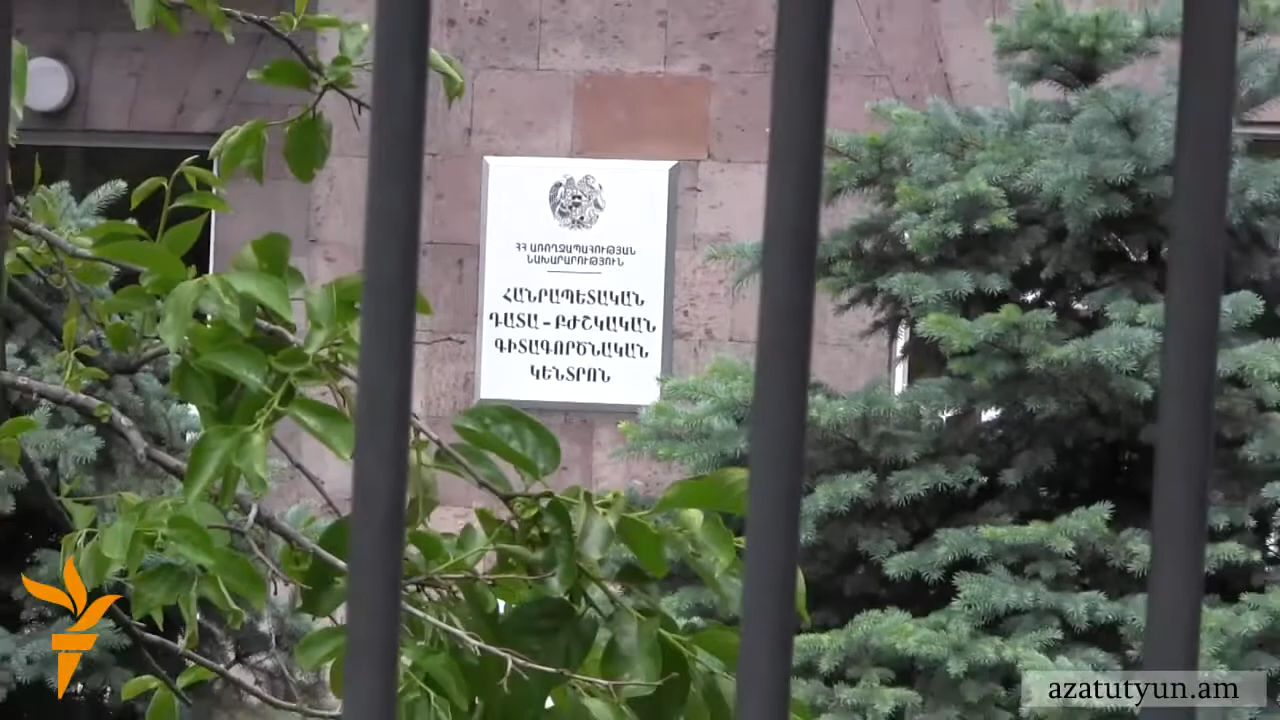 ՀՀ ԱՌՈՂՋԱՊԱՀՈՒԹՅԱՆ
ՆԱԽԱՐԱՐՈՒԹՅՈՒՆ
ՀԱՆՐԱՊԵՏԱԿԱՆ
ԴԱՏԱ – ԲԺՇԿԱԿԱՆ
ԳԻՏԱԳՈՐԾՆԱԿԱՆ
ԿԵՆՏՐՈՆ
azatutyun.am